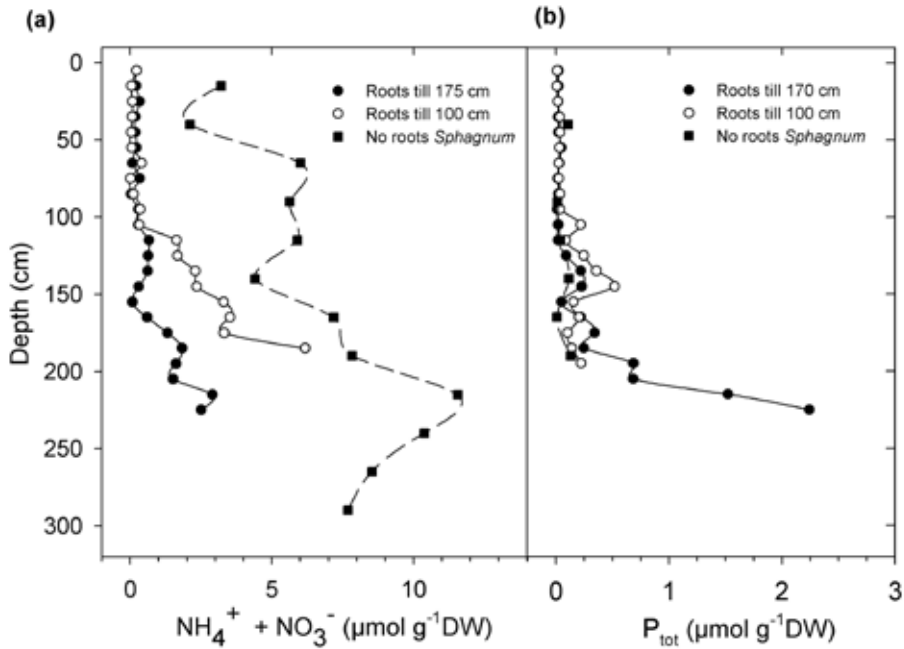 (a)
(b)
Roots till 175 cm
Roots till 100 cm
No roots Sphagnum
Roots till 170 cm
Roots till 100 cm
No roots Sphagnum
Depth (cm)
0
50
100
150
200
250
300
0 5 10
0 1 2 3
NH₄⁺ + NO₃⁻ (μmol g⁻¹DW)
Pₜₒₜ (μmol g⁻¹DW)